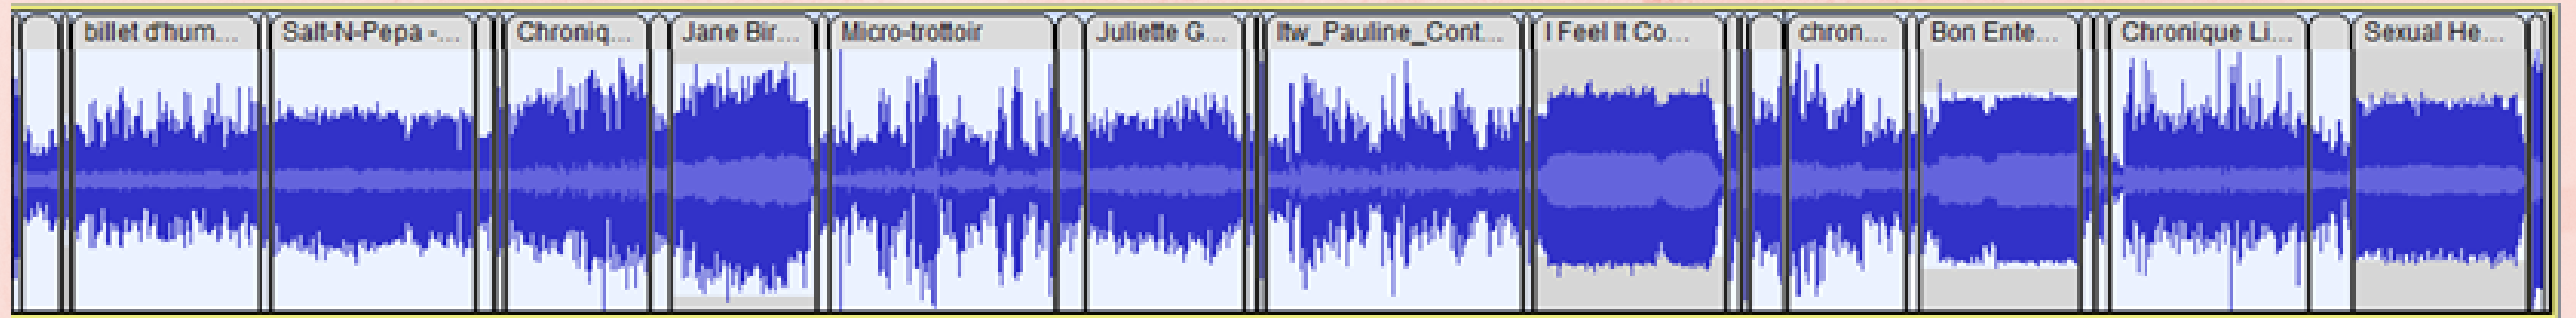 billet d'hum... Salt-N-Pepa -... Chroniq... Jane Bir... Micro-trottoir Juliette G... Itw_Pauline_Cont... I Feel It Co... chron... Bon Ente... Chronique Li... Sexual He...